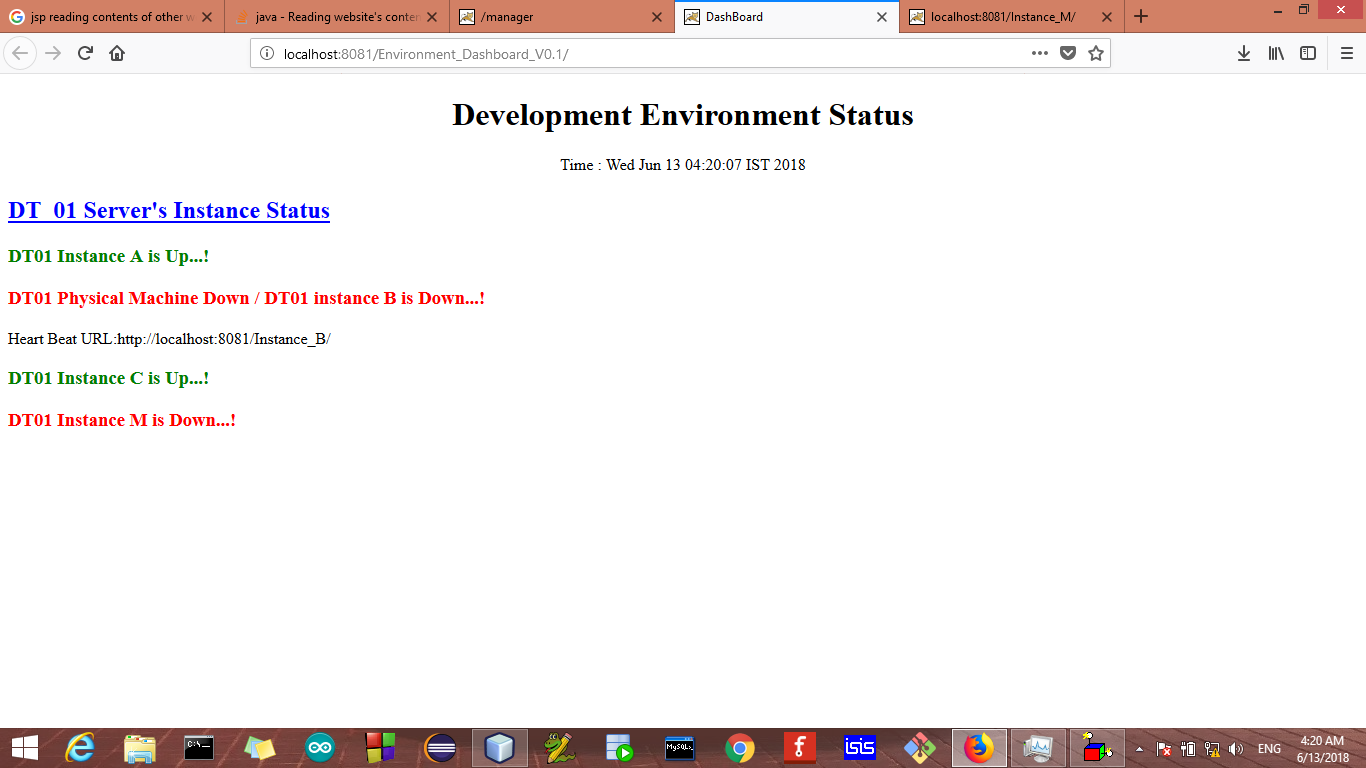 jsp reading contents of other w
java - Reading website's conten
/manager
DashBoard
localhost:8081/Instance_M/
localhost:8081/Environment_Dashboard_V0.1/
Development Environment Status
Time : Wed Jun 13 04:20:07 IST 2018
DT_01 Server's Instance Status
DT01 Instance A is Up...!
DT01 Physical Machine Down / DT01 instance B is Down...!
Heart Beat URL:http://localhost:8081/Instance_B/
DT01 Instance C is Up...!
DT01 Instance M is Down...!
C:\_
MySQL
isis
ENG
4:20 AM
6/13/2018